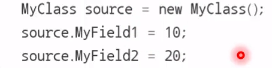 MyClass source = new MyClass();
source.MyField1 = 10;
source.MyField2 = 20;